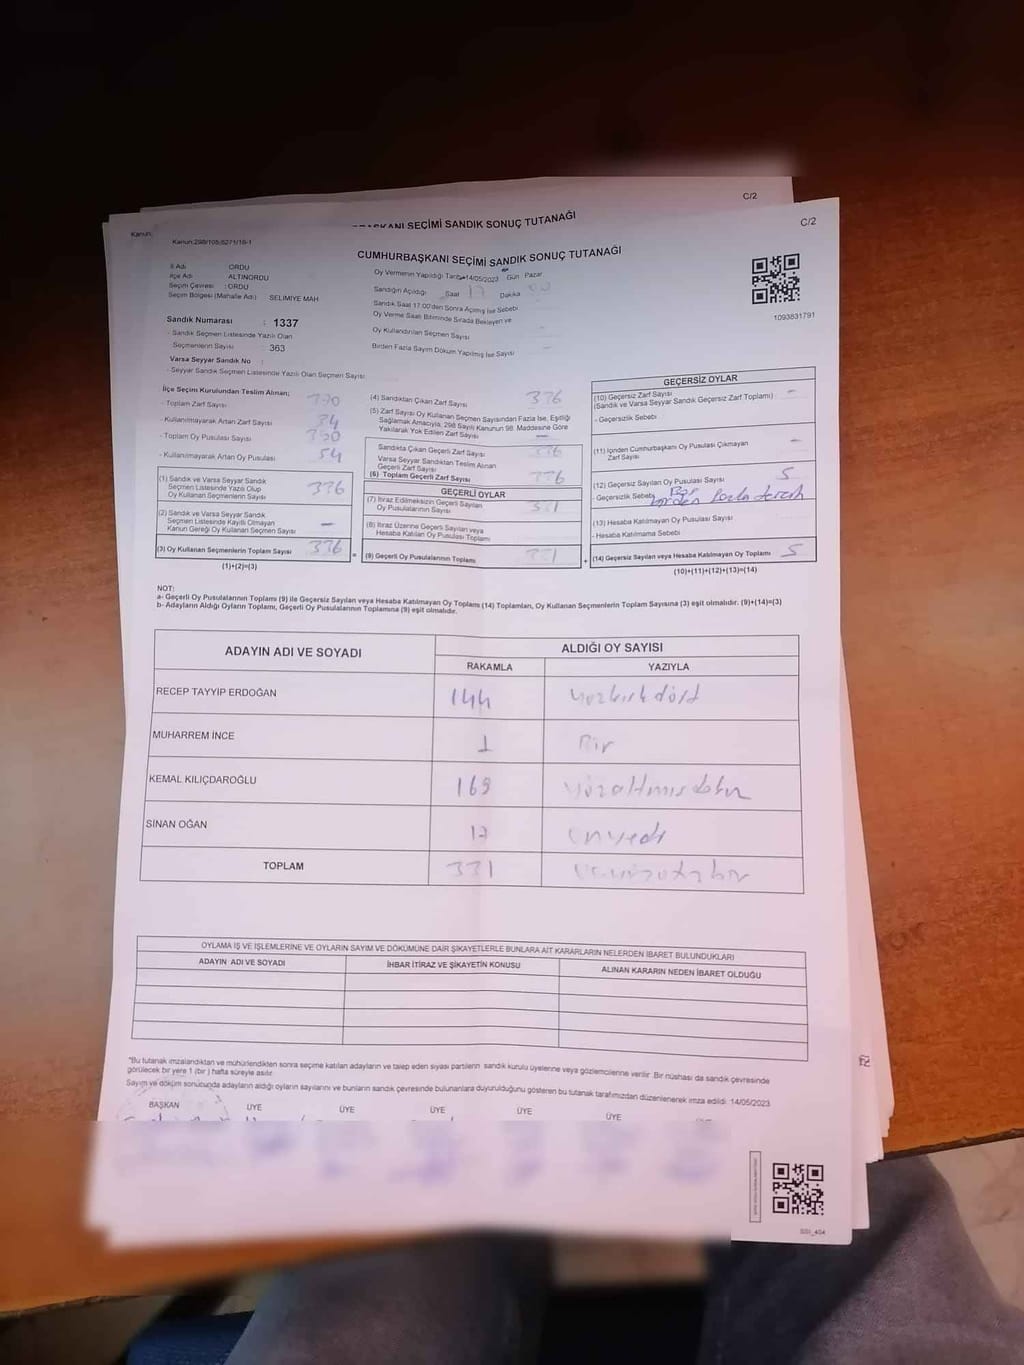 C/2
BAŞKANI SEÇİMİ SANDIK SONUÇ TUTANAĞI
Kanun:
C/2
Kanun:298/105;6271/16-1
CUMHURBAŞKANI SEÇİMİ SANDIK SONUÇ TUTANAĞI
İl Adı ORDU
İlçe Adı ALTINORDU
Seçim Çevresi : ORDU
Seçim Bölgesi (Mahalle Adı) SELIMIYE MAH
Sandık Numarası : 1337
- Sandık Seçmen Listesinde Yazılı Olan
Seçmenlerin Sayısı : 363
Varsa Seyyar Sandık No :
- Seyyar Sandık Seçmen Listesinde Yazılı Olan Seçmen Sayısı
Oy Vermenin Yapıldığı Tarih 14/05/2023 Gün Pazar
Sandığın Açıldığı Saat 17 Dakika
Sandık Saat 17.00'den Sonra Açılmış İse Sebebi
Oy Verme Saati Bitiminde Sırada Bekleyen ve
Oy Kullandırılan Seçmen Sayısı
Birden Fazla Sayım Döküm Yapılmış İse Sayısı
1093831791
İlçe Seçim Kurulundan Teslim Alınan;
- Toplam Zarf Sayısı
- Kullanılmayarak Artan Zarf Sayısı 34
- Toplam Oy Pusulası Sayısı
- Kullanılmayarak Artan Oy Pusulası 54
(1) Sandık ve Varsa Seyyar Sandık
Seçmen Listesinde Yazılı Olup
Oy Kullanan Seçmenlerin Sayısı 336
(2) Sandık ve Varsa Seyyar Sandık
Seçmen Listesinde Kayıtlı Olmayan
Kanun Gereği Oy Kullanan Seçmen Sayısı –
(3) Oy Kullanan Seçmenlerin Toplam Sayısı 336
(1)+(2)=(3)
(4) Sandıktan Çıkan Zarf Sayısı 336
(5) Zarf Sayısı Oy Kullanan Seçmen Sayısından Fazla İse, Eşitliği
Sağlamak Amacıyla, 298 Sayılı Kanunun 98. Maddesine Göre
Yakılarak Yok Edilen Zarf Sayısı –
Sandıkta Çıkan Geçerli Zarf Sayısı 336
Varsa Seyyar Sandıktan Teslim Alınan
Geçerli Zarf Sayısı
(6) Toplam Geçerli Zarf Sayısı 336
GEÇERLİ OYLAR
(7) İtiraz Edilmeksizin Geçerli Sayılan
Oy Pusulalarının Sayısı 331
(8) İtiraz Üzerine Geçerli Sayılan veya
Hesaba Katılan Oy Pusulası Toplamı
= (9) Geçerli Oy Pusulalarının Toplamı 331
GEÇERSİZ OYLAR
(10) Geçersiz Zarf Sayısı –
(Sandık ve Varsa Seyyar Sandık Geçersiz Zarf Toplamı)
- Geçersizlik Sebebi
(11) İçinden Cumhurbaşkanı Oy Pusulası Çıkmayan
Zarf Sayısı –
(12) Geçersiz Sayılan Oy Pusulası Sayısı 5
- Geçersizlik Sebebi Birden fazla tercih
(13) Hesaba Katılmayan Oy Pusulası Sayısı
- Hesaba Katılmama Sebebi
+ (14) Geçersiz Sayılan veya Hesaba Katılmayan Oy Toplamı 5
(10)+(11)+(12)+(13)=(14)
NOT:
a- Geçerli Oy Pusulalarının Toplamı (9) ile Geçersiz Sayılan veya Hesaba Katılmayan Oy Toplamı (14) Toplamları, Oy Kullanan Seçmenlerin Toplam Sayısına (3) eşit olmalıdır. (9)+(14)=(3)
b- Adayların Aldığı Oyların Toplamı, Geçerli Oy Pusulalarının Toplamına (9) eşit olmalıdır.
ADAYIN ADI VE SOYADI ALDIĞI OY SAYISI
RAKAMLA YAZIYLA
RECEP TAYYIP ERDOĞAN 144 yüzkırkdört
MUHARREM İNCE 1 Bir
KEMAL KILIÇDAROĞLU 169 yüzaltmışdokuz
SİNAN OĞAN 17 onyedi
TOPLAM 331 üçyüzotuzbir
OYLAMA İŞ VE İŞLEMLERİNE VE OYLARIN SAYIM VE DÖKÜMÜNE DAİR ŞİKAYETLERLE BUNLARA AİT KARARLARIN NELERDEN İBARET BULUNDUKLARI
ADAYIN ADI VE SOYADI İHBAR İTİRAZ VE ŞİKAYETİN KONUSU ALINAN KARARIN NEDEN İBARET OLDUĞU
*Bu tutanak imzalandıktan ve mühürlendikten sonra seçime katılan adayların ve talep eden siyasi partilerin sandık kurulu üyelerine veya gözlemcilerine verilir. Bir nüshası da sandık çevresinde
görülecek bir yere 1 (bir) hafta süreyle asılır.
Sayım ve döküm sonucunda adayların aldığı oyların sayılarını ve bunların sandık çevresinde bulunanlara duyurulduğunu gösteren bu tutanak tarafımızdan düzenlenerek imza edildi. 14/05/2023
BAŞKAN ÜYE ÜYE ÜYE ÜYE ÜYE